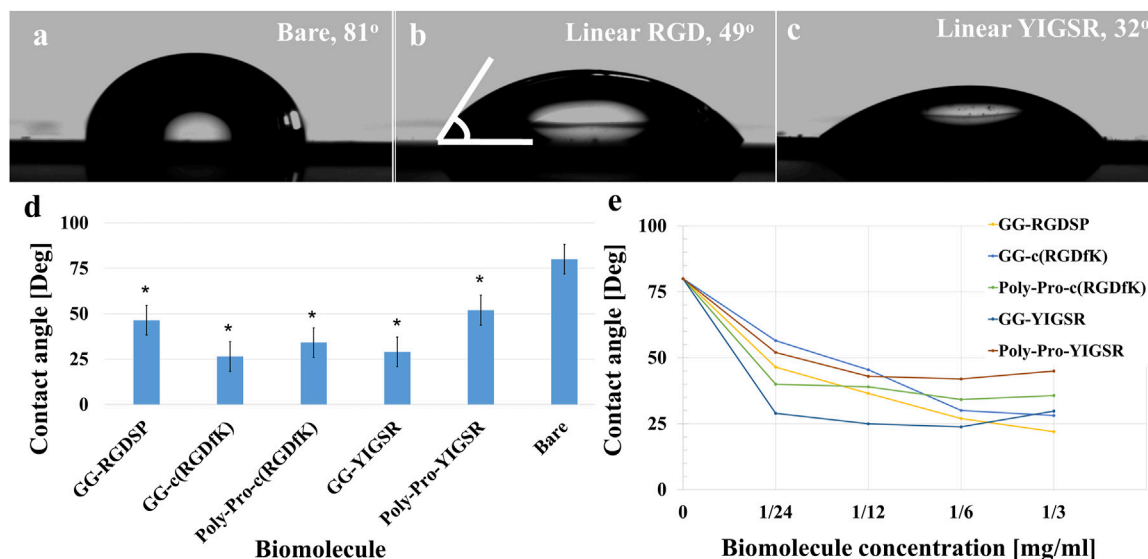 a
Bare, 81º
b
Linear RGD, 49º
c
Linear YIGSR, 32º
d
Contact angle [Deg]
100
75
50
25
0
*
*
*
*
*
GG-RGDSP
GG-c(RGDfK)
Poly-Pro-c(RGDfK)
GG-YIGSR
Poly-Pro-YIGSR
Bare
Biomolecule
e
Contact angle [Deg]
100
75
50
25
0
0
1/24
1/12
1/6
1/3
Biomolecule concentration [mg/ml]
GG-RGDSP
GG-c(RGDfK)
Poly-Pro-c(RGDfK)
GG-YIGSR
Poly-Pro-YIGSR